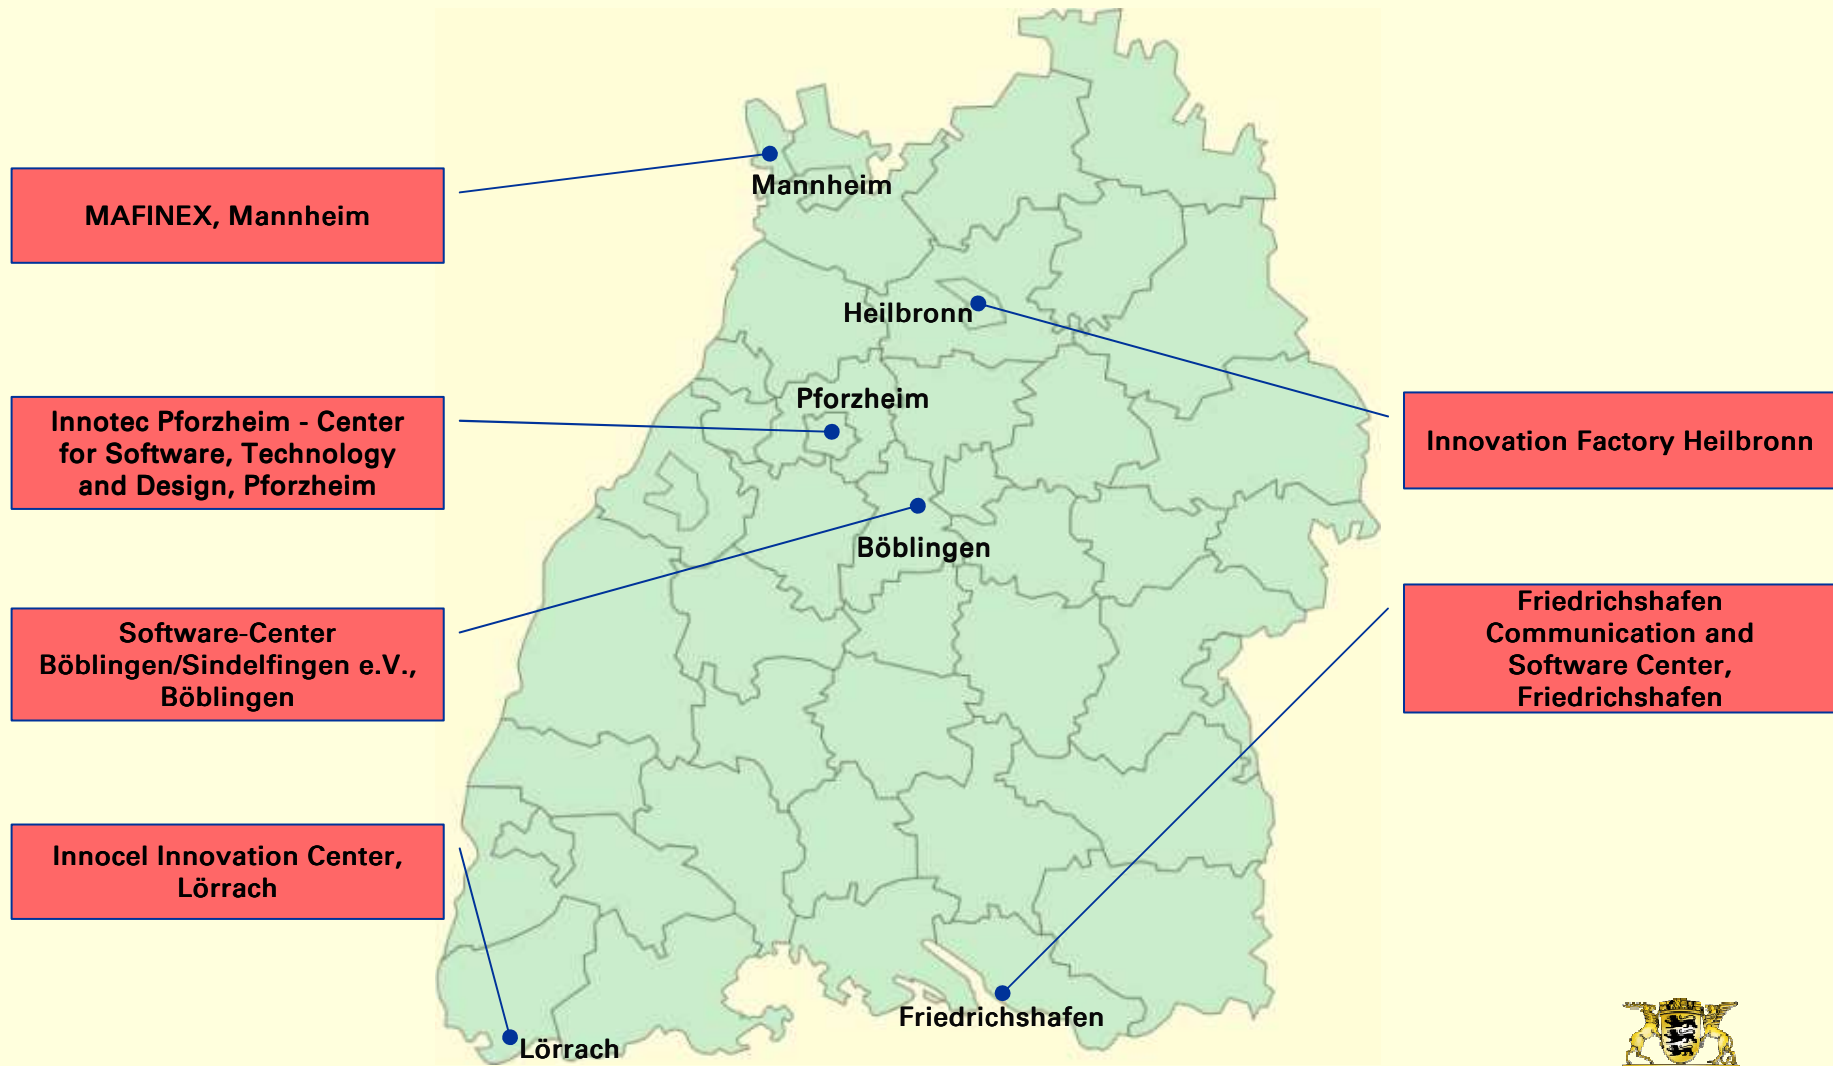 MAFINEX, Mannheim
Innotec Pforzheim - Center
for Software, Technology
and Design, Pforzheim
Software-Center
Böblingen/Sindelfingen e.V.,
Böblingen
Innocel Innovation Center,
Lörrach
Mannheim
Heilbronn
Pforzheim
Böblingen
Friedrichshafen
Lörrach
Innovation Factory Heilbronn
Friedrichshafen
Communication and
Software Center,
Friedrichshafen